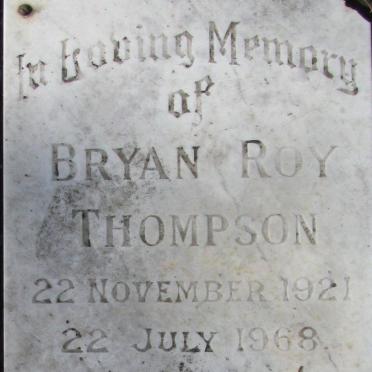 In Loving Memory
of
BRYAN ROY
THOMPSON
22 NOVEMBER 1921
22 JULY 1968